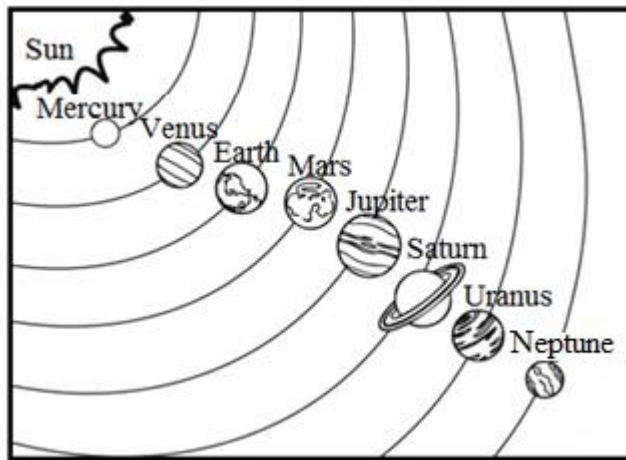 Sun
Mercury
Venus
Earth
Mars
Jupiter
Saturn
Uranus
Neptune